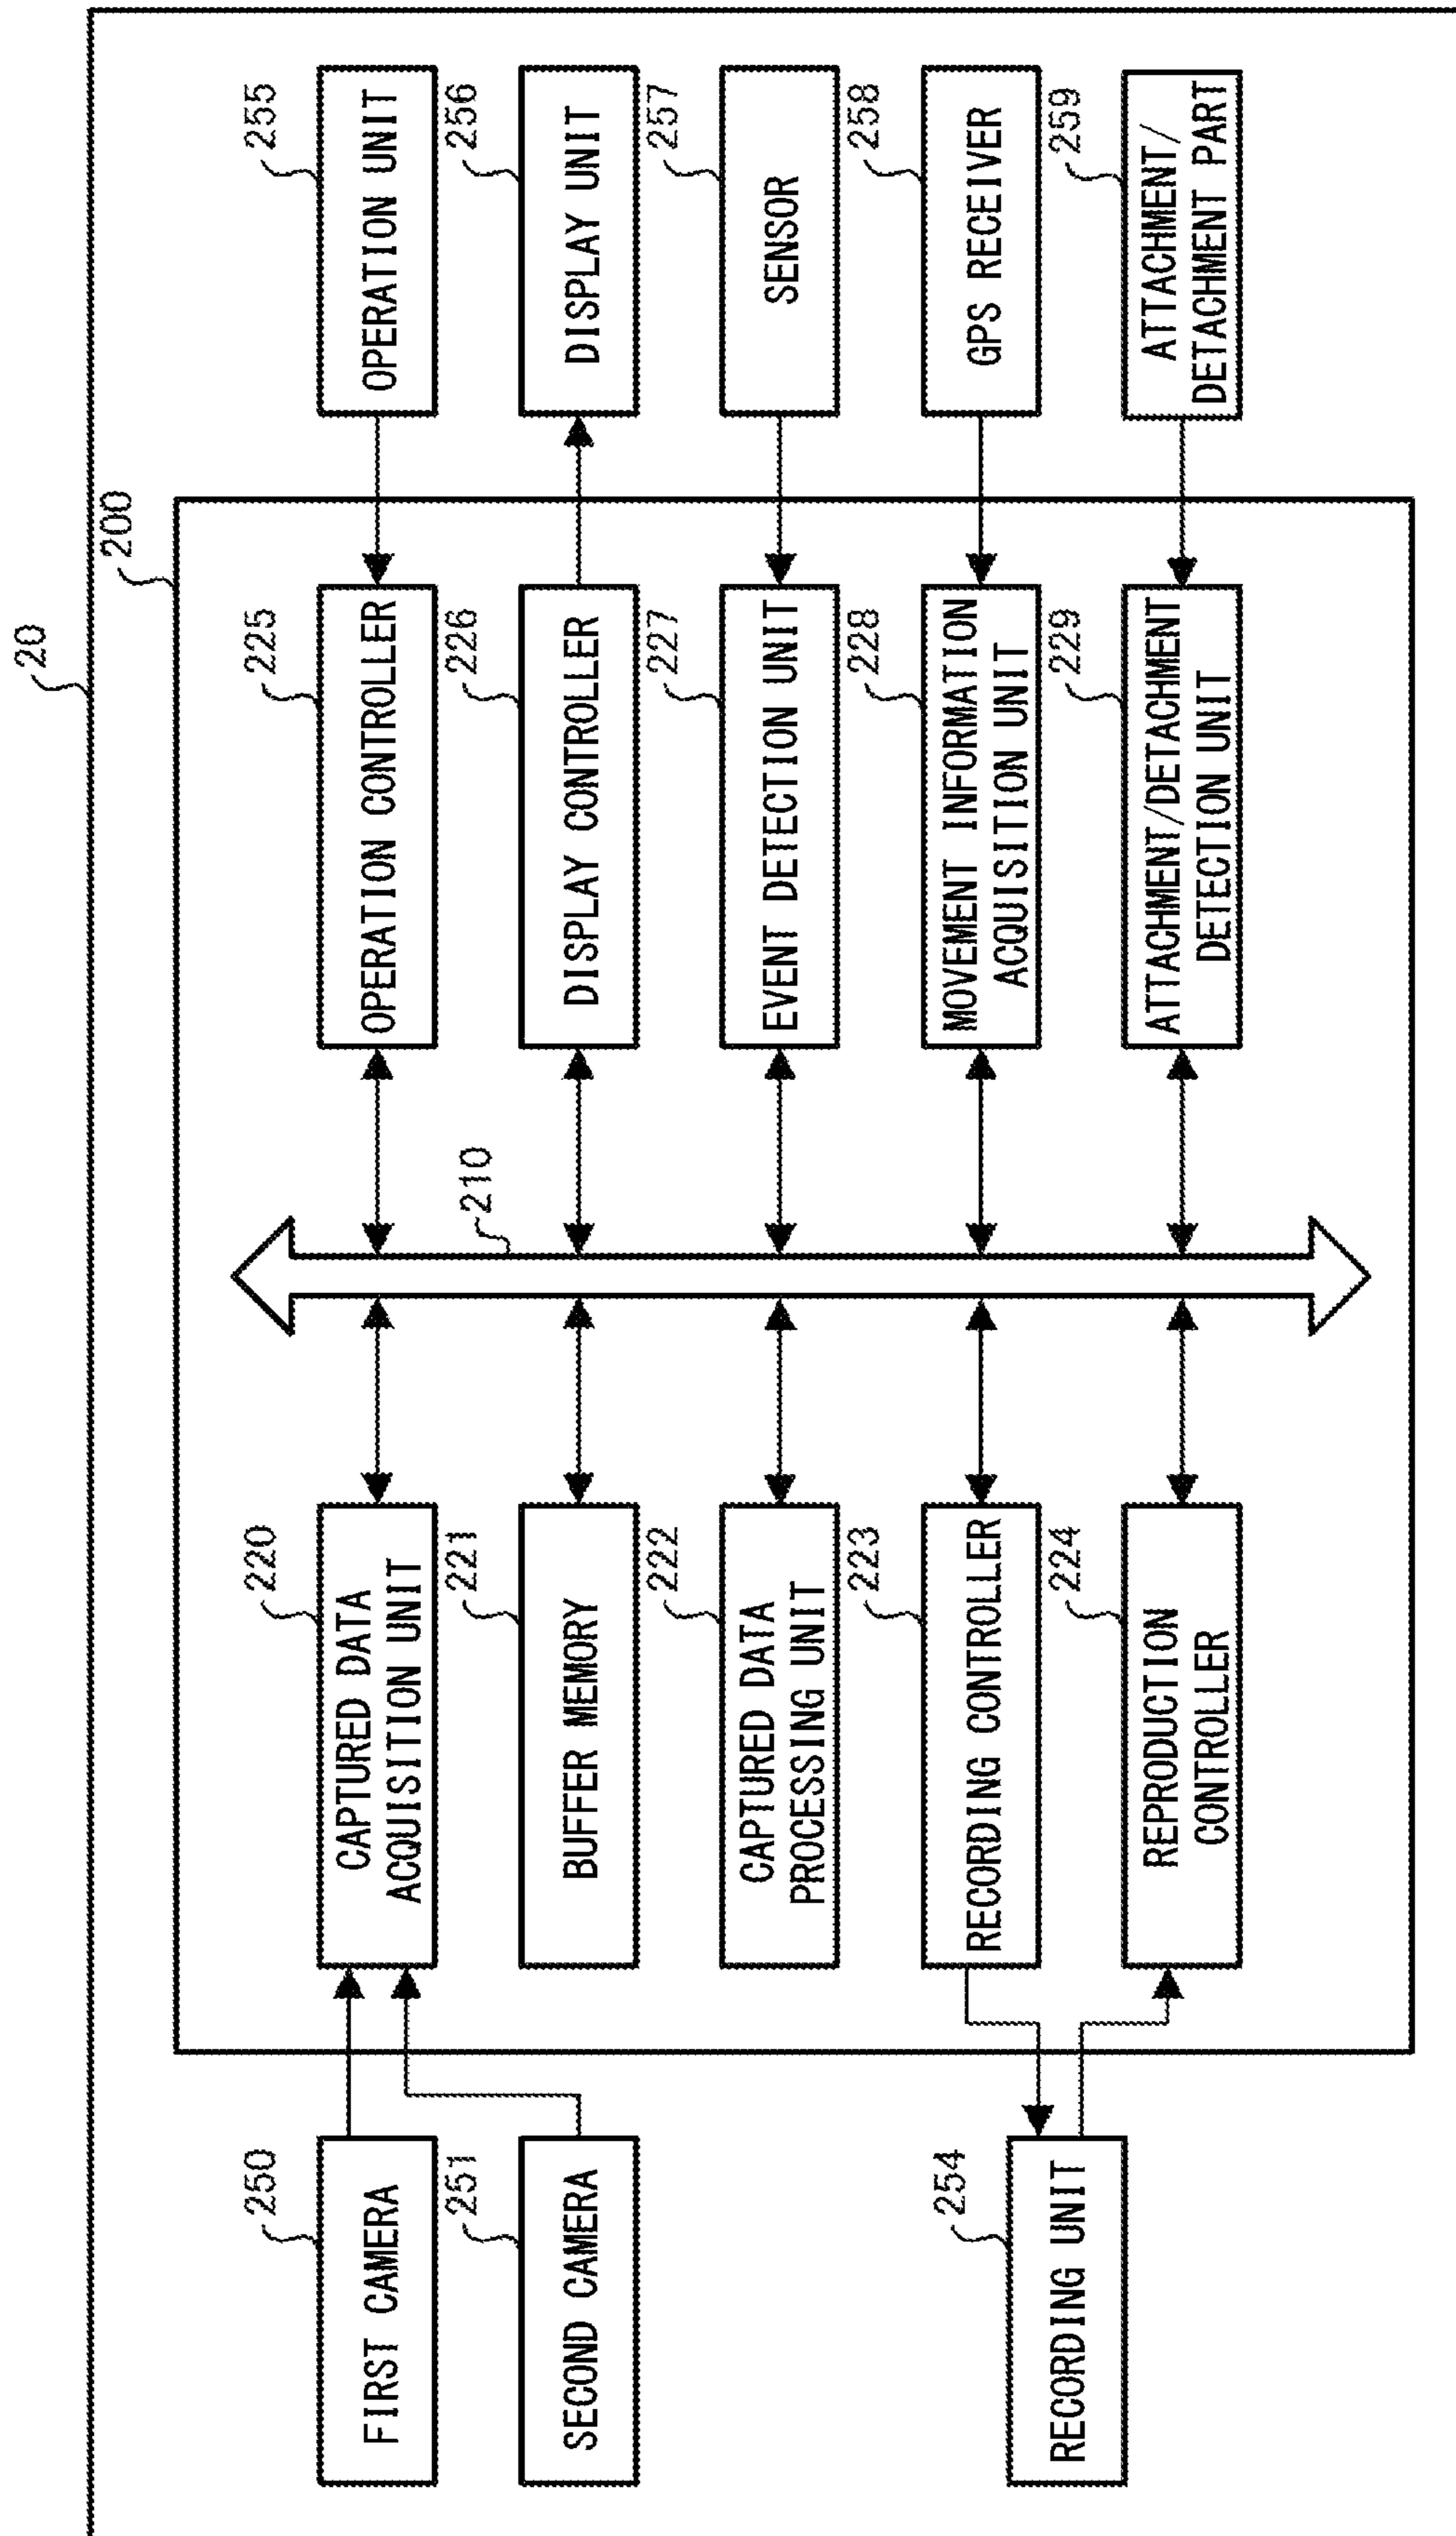 20
200
250
FIRST CAMERA
251
SECOND CAMERA
254
RECORDING UNIT
220
CAPTURED DATA
ACQUISITION UNIT
221
BUFFER MEMORY
222
CAPTURED DATA
PROCESSING UNIT
223
RECORDING CONTROLLER
224
REPRODUCTION
CONTROLLER
210
225
OPERATION CONTROLLER
226
DISPLAY CONTROLLER
227
EVENT DETECTION UNIT
228
MOVEMENT INFORMATION
ACQUISITION UNIT
229
ATTACHMENT/DETACHMENT
DETECTION UNIT
255
OPERATION UNIT
256
DISPLAY UNIT
257
SENSOR
258
GPS RECEIVER
259
ATTACHMENT/
DETACHMENT PART